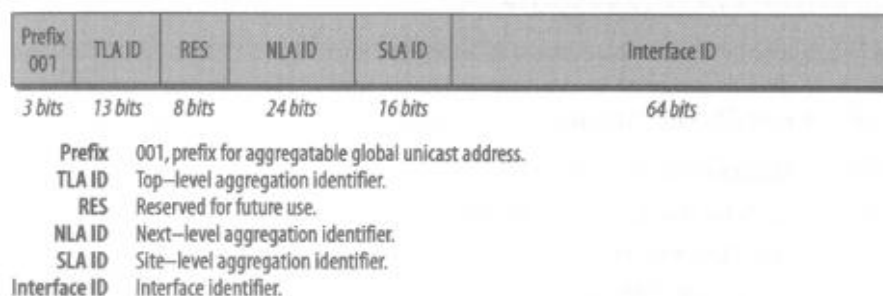 Prefix 001 TLA ID RES NLA ID SLA ID Interface ID
3 bits 13 bits 8 bits 24 bits 16 bits 64 bits
Prefix 001, prefix for aggregatable global unicast address.
TLA ID Top–level aggregation identifier.
RES Reserved for future use.
NLA ID Next–level aggregation identifier.
SLA ID Site–level aggregation identifier.
Interface ID Interface identifier.